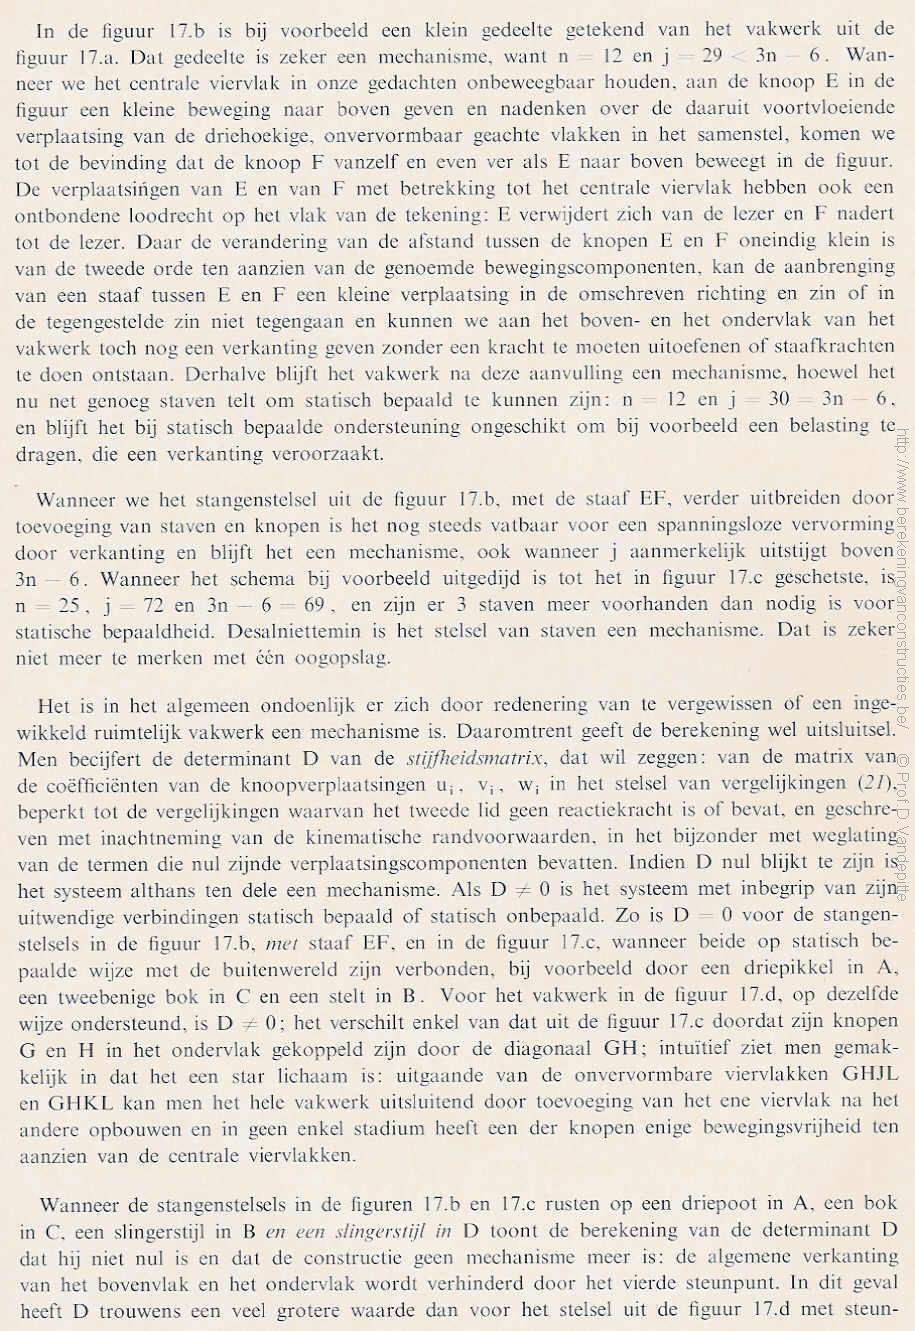 In de figuur 17.b is bij voorbeeld een klein gedeelte getekend van het vakwerk uit de
figuur 17.a. Dat gedeelte is zeker een mechanisme, want n = 12 en j = 29 < 3n − 6. Wan-
neer we het centrale viervlak in onze gedachten onbeweegbaar houden, aan de knoop E in de
figuur een kleine beweging naar boven geven en nadenken over de daaruit voortvloeiende
verplaatsing van de driehoekige, onvervormbaar geachte vlakken in het samenstel, komen we
tot de bevinding dat de knoop F vanzelf en even ver als E naar boven beweegt in de figuur.
De verplaatsingen van E en van F met betrekking tot het centrale viervlak hebben ook een
ontbondene loodrecht op het vlak van de tekening: E verwijdert zich van de lezer en F nadert
tot de lezer. Daar de verandering van de afstand tussen de knopen E en F oneindig klein is
van de tweede orde ten aanzien van de genoemde bewegingscomponenten, kan de aanbrenging
van een staaf tussen E en F een kleine verplaatsing in de omschreven richting en zin of in
de tegengestelde zin niet tegengaan en kunnen we aan het boven- en het ondervlak van het
vakwerk toch nog een verkanting geven zonder een kracht te moeten uitoefenen of staafkrachten
te doen ontstaan. Derhalve blijft het vakwerk na deze aanvulling een mechanisme, hoewel het
nu net genoeg staven telt om statisch bepaald te kunnen zijn: n = 12 en j = 30 = 3n − 6,
en blijft het bij statisch bepaalde ondersteuning ongeschikt om bij voorbeeld een belasting te
dragen, die een verkanting veroorzaakt.
Wanneer we het stangenstelsel uit de figuur 17.b, met de staaf EF, verder uitbreiden door
toevoeging van staven en knopen is het nog steeds vatbaar voor een spanningsloze vervorming
door verkanting en blijft het een mechanisme, ook wanneer j aanmerkelijk uitstijgt boven
3n − 6. Wanneer het schema bij voorbeeld uitgedijd is tot het in figuur 17.c geschetste, is
n = 25, j = 72 en 3n − 6 = 69, en zijn er 3 staven meer voorhanden dan nodig is voor
statische bepaaldheid. Desalniettemin is het stelsel van staven een mechanisme. Dat is zeker
niet meer te merken met één oogopslag.
Het is in het algemeen ondoenlijk er zich door redenering van te vergewissen of een inge-
wikkeld ruimtelijk vakwerk een mechanisme is. Daaromtrent geeft de berekening wel uitsluitsel.
Men becijfert de determinant D van de stijfheidsmatrix, dat wil zeggen: van de matrix van
de coëfficiënten van de knoopverplaatsingen uᵢ, vᵢ, wᵢ in het stelsel van vergelijkingen (21),
beperkt tot de vergelijkingen waarvan het tweede lid geen reactiekracht is of bevat, en geschre-
ven met inachtneming van de kinematische randvoorwaarden, in het bijzonder met weglating
van de termen die nul zijnde verplaatsingscomponenten bevatten. Indien D nul blijkt te zijn is
het systeem althans ten dele een mechanisme. Als D ≠ 0 is het systeem met inbegrip van zijn
uitwendige verbindingen statisch bepaald of statisch onbepaald. Zo is D = 0 voor de stangen-
stelsels in de figuur 17.b, met staaf EF, en in de figuur 17.c, wanneer beide op statisch be-
paalde wijze met de buitenwereld zijn verbonden, bij voorbeeld door een driepikkel in A,
een tweebenige bok in C en een stelt in B. Voor het vakwerk in de figuur 17.d, op dezelfde
wijze ondersteund, is D ≠ 0; het verschilt enkel van dat uit de figuur 17.c doordat zijn knopen
G en H in het ondervlak gekoppeld zijn door de diagonaal GH; intuïtief ziet men gemak-
kelijk in dat het een star lichaam is: uitgaande van de onvervormbare viervlakken GHJL
en GHKL kan men het hele vakwerk uitsluitend door toevoeging van het ene viervlak na het
andere opbouwen en in geen enkel stadium heeft een der knopen enige bewegingsvrijheid ten
aanzien van de centrale viervlakken.
Wanneer de stangenstelsels in de figuren 17.b en 17.c rusten op een driepoot in A, een bok
in C, een slingerstijl in B en een slingerstijl in D toont de berekening van de determinant D
dat hij niet nul is en dat de constructie geen mechanisme meer is: de algemene verkanting
van het bovenvlak en het ondervlak wordt verhinderd door het vierde steunpunt. In dit geval
heeft D trouwens een veel grotere waarde dan voor het stelsel uit de figuur 17.d met steun-
http://www.berekeningvanconstructies.be/ © Prof D. Vandepitte